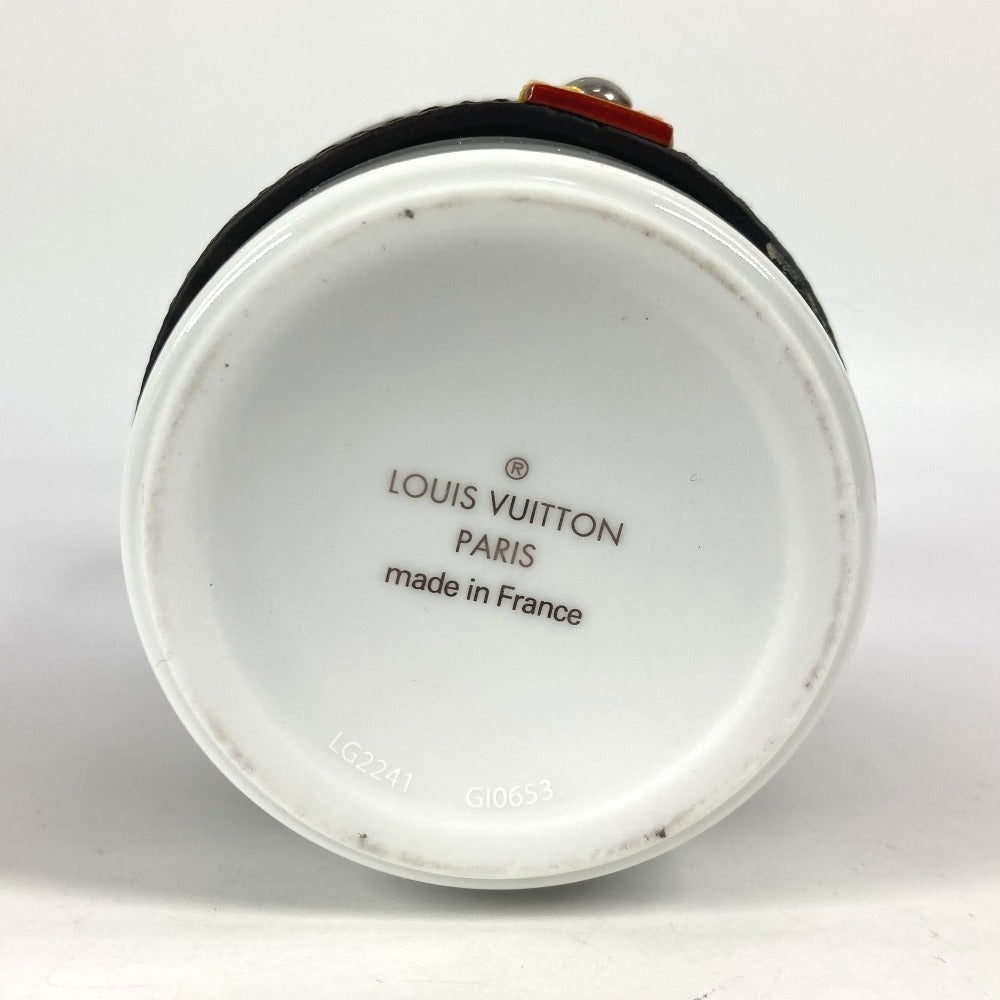 ®
LOUIS VUITTON
PARIS
made in France
LG2241 GI0653